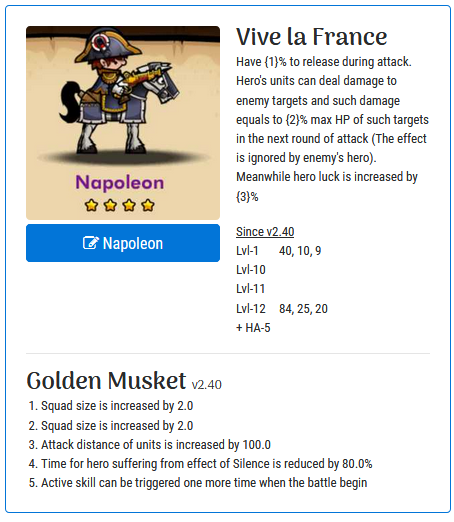 Napoleon
Napoleon
Vive la France
Have {1}% to release during attack.
Hero's units can deal damage to
enemy targets and such damage
equals to {2}% max HP of such targets
in the next round of attack (The effect
is ignored by enemy's hero).
Meanwhile hero luck is increased by
{3}%
Since v2.40
Lvl-1 40, 10, 9
Lvl-10
Lvl-11
Lvl-12 84, 25, 20
+ HA-5
Golden Musket v2.40
1. Squad size is increased by 2.0
2. Squad size is increased by 2.0
3. Attack distance of units is increased by 100.0
4. Time for hero suffering from effect of Silence is reduced by 80.0%
5. Active skill can be triggered one more time when the battle begin